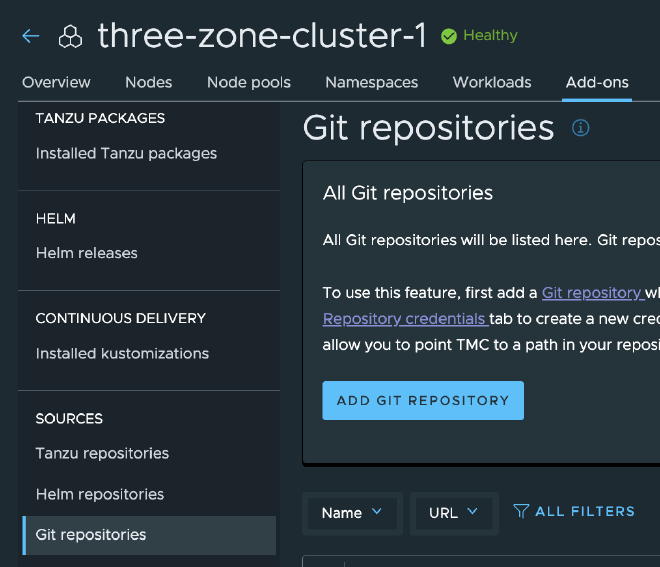 three-zone-cluster-1 Healthy
Overview Nodes Node pools Namespaces Workloads Add-ons
TANZU PACKAGES
Installed Tanzu packages
HELM
Helm releases
CONTINUOUS DELIVERY
Installed kustomizations
SOURCES
Tanzu repositories
Helm repositories
Git repositories
Git repositories
All Git repositories
All Git repositories will be listed here. Git repos
To use this feature, first add a Git repository wh
Repository credentials tab to create a new cred
allow you to point TMC to a path in your reposi
ADD GIT REPOSITORY
Name URL ALL FILTERS